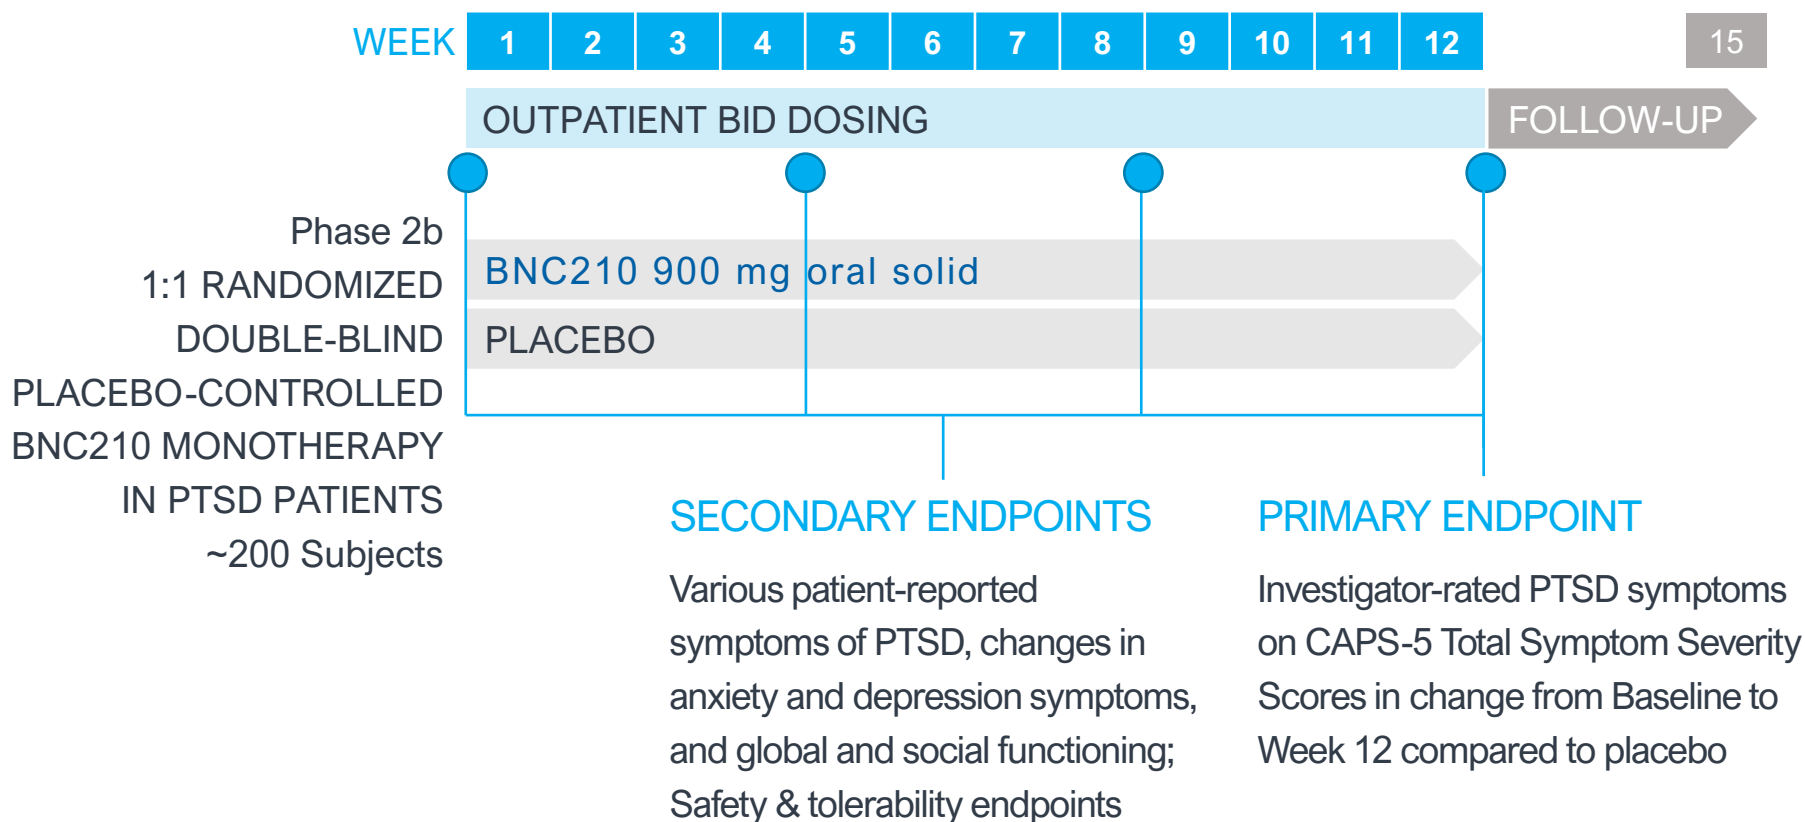 WEEK 1 2 3 4 5 6 7 8 9 10 11 12 15
OUTPATIENT BID DOSING
FOLLOW-UP
Phase 2b
1:1 RANDOMIZED
DOUBLE-BLIND
PLACEBO-CONTROLLED
BNC210 MONOTHERAPY
IN PTSD PATIENTS
~200 Subjects
BNC210 900 mg oral solid
PLACEBO
SECONDARY ENDPOINTS
Various patient-reported
symptoms of PTSD, changes in
anxiety and depression symptoms,
and global and social functioning;
Safety & tolerability endpoints
PRIMARY ENDPOINT
Investigator-rated PTSD symptoms
on CAPS-5 Total Symptom Severity
Scores in change from Baseline to
Week 12 compared to placebo